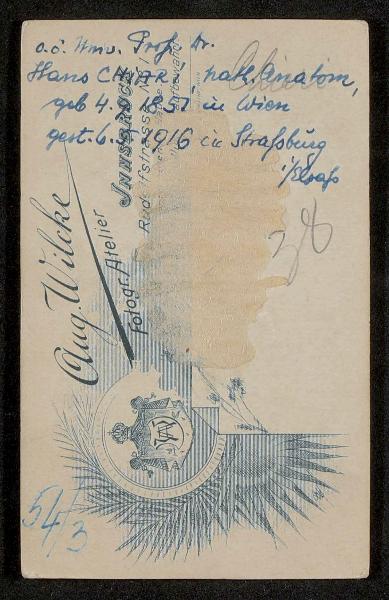 o.ö. Univ. Prof. Dr.
Hans CHIARI, path. Anatom,
geb 4. 1851 in Wien
gest. 6. 1916 in Straßburg
i/Elsaß
38
Aug. Wilcke
Fotogr. Atelier
INNSBRUCK
54/3